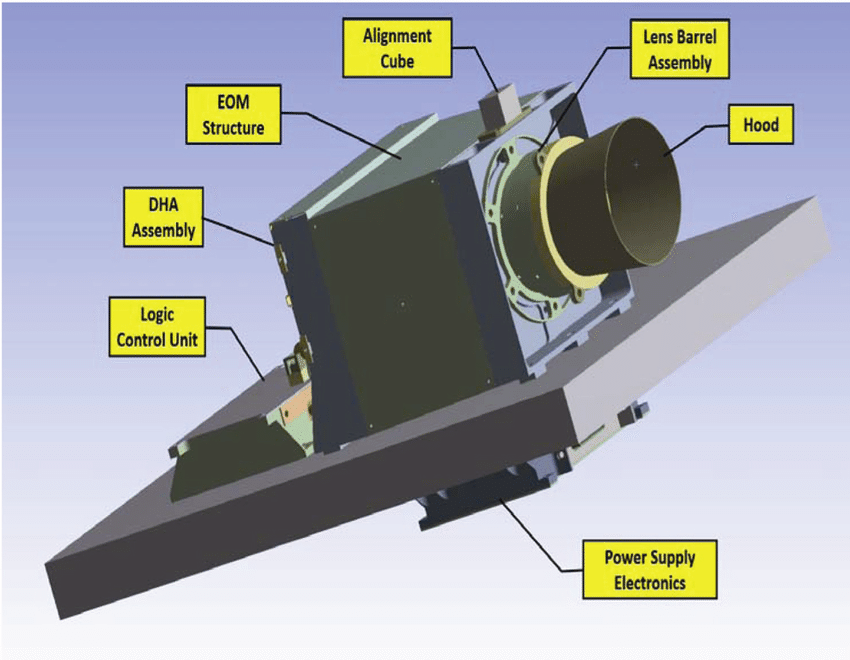 Alignment
Cube
Lens Barrel
Assembly
EOM
Structure
Hood
DHA
Assembly
Logic
Control Unit
Power Supply
Electronics